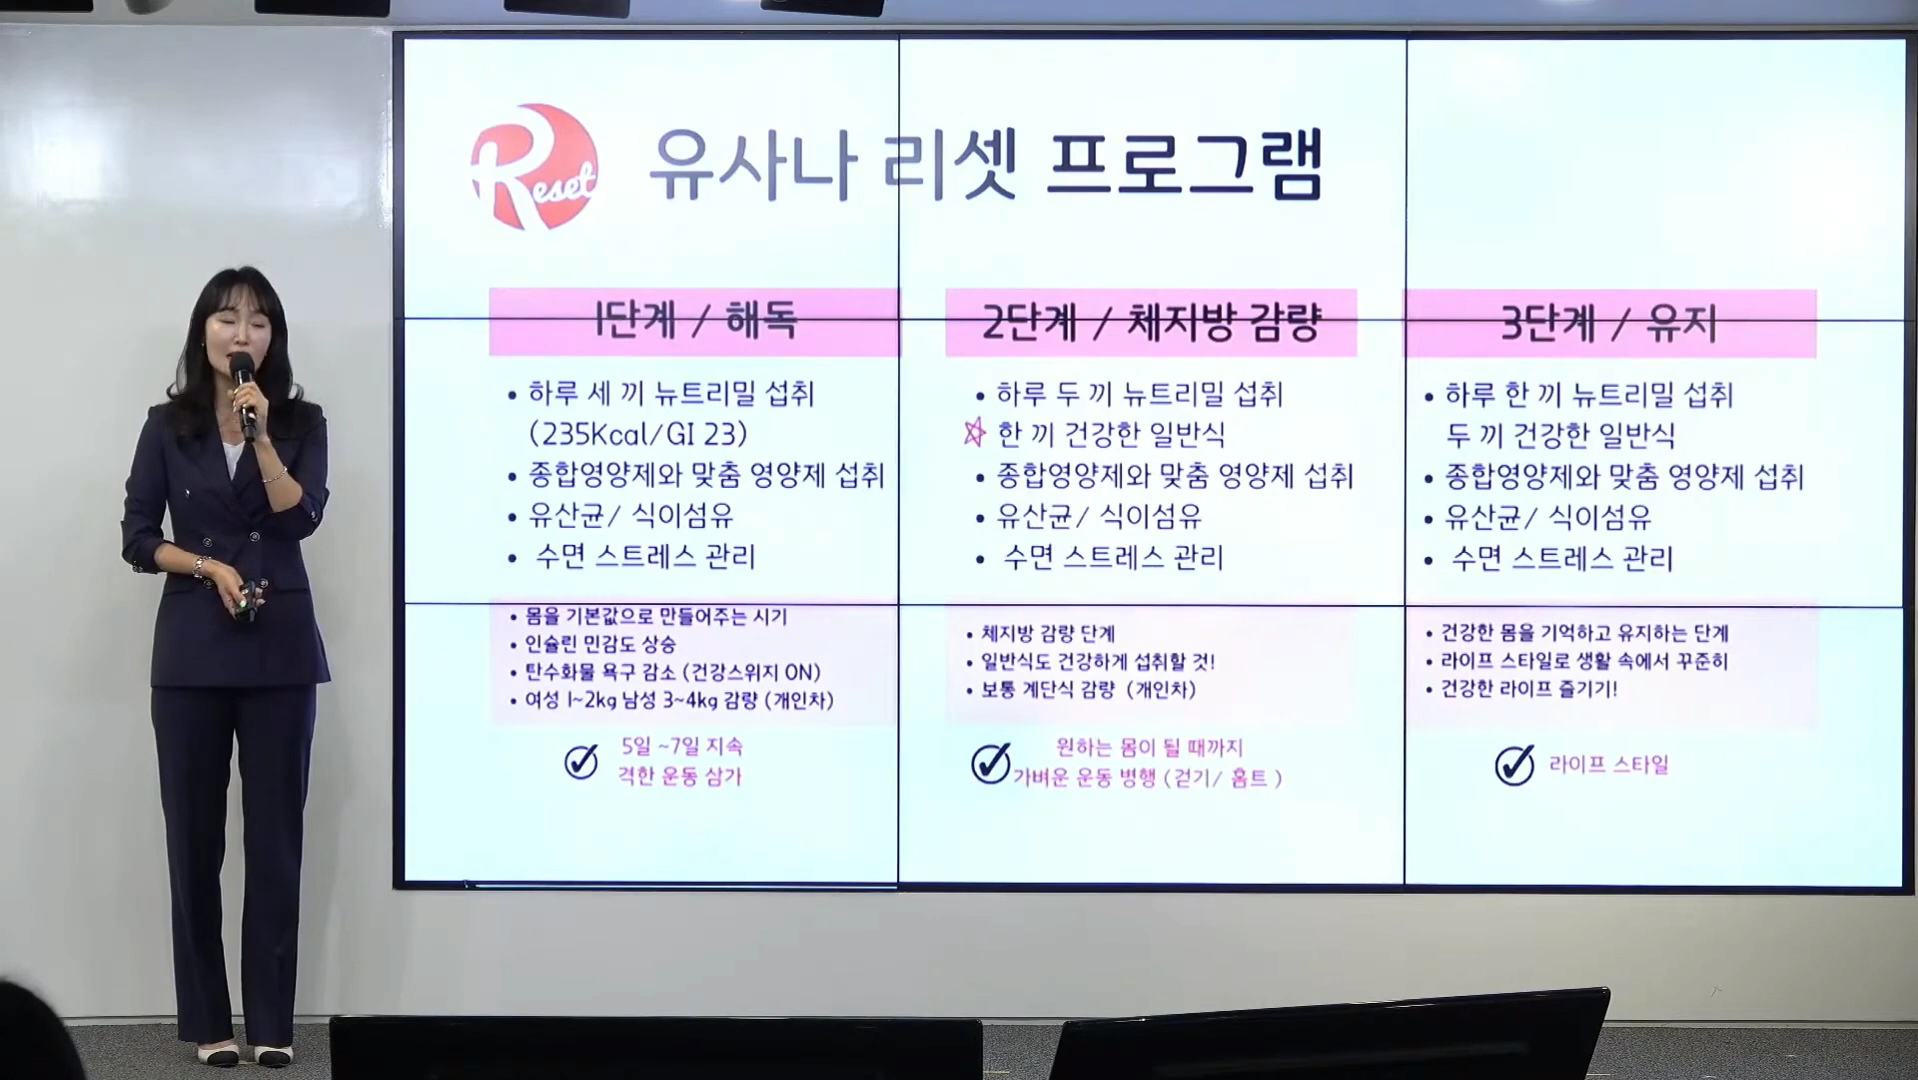 Reset
유사나 리셋 프로그램
1단계 / 해독
• 하루 세 끼 뉴트리밀 섭취
(235Kcal/GI 23)
• 종합영양제와 맞춤 영양제 섭취
• 유산균/ 식이섬유
• 수면 스트레스 관리
• 몸을 기본값으로 만들어주는 시기
• 인슐린 민감도 상승
• 탄수화물 욕구 감소 (건강스위지 ON)
• 여성 1~2kg 남성 3~4kg 감량 (개인차)
5일 ~7일 지속
격한 운동 삼가
2단계 / 체지방 감량
• 하루 두 끼 뉴트리밀 섭취
한 끼 건강한 일반식
• 종합영양제와 맞춤 영양제 섭취
• 유산균/ 식이섬유
• 수면 스트레스 관리
• 체지방 감량 단계
• 일반식도 건강하게 섭취할 것!
• 보통 계단식 감량 (개인차)
원하는 몸이 될 때까지
가벼운 운동 병행 (걷기/ 홈트 )
3단계 / 유지
• 하루 한 끼 뉴트리밀 섭취
두 끼 건강한 일반식
• 종합영양제와 맞춤 영양제 섭취
• 유산균/ 식이섬유
• 수면 스트레스 관리
• 건강한 몸을 기억하고 유지하는 단계
• 라이프 스타일로 생활 속에서 꾸준히
• 건강한 라이프 즐기기!
라이프 스타일